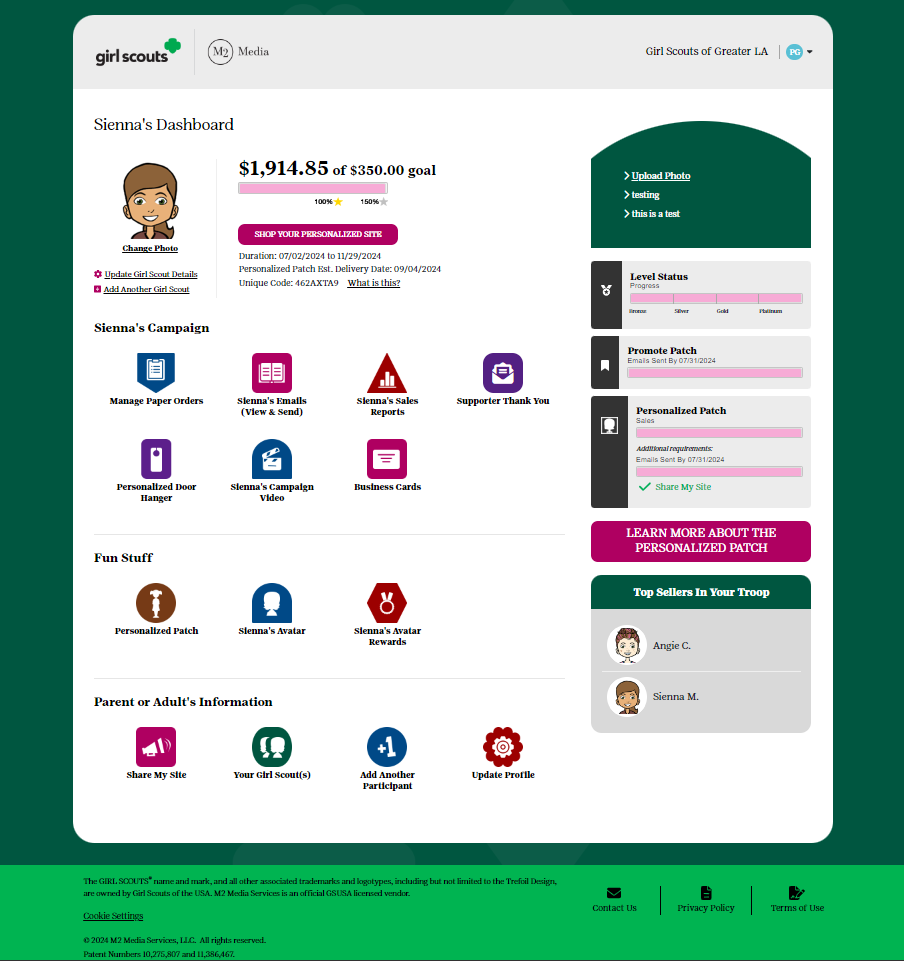 girl scouts
M2 Media
Girl Scouts of Greater LA
PG
Sienna's Dashboard
$1,914.85 of $350.00 goal
100% 150%
SHOP YOUR PERSONALIZED SITE
Duration: 07/02/2024 to 11/29/2024
Personalized Patch Est. Delivery Date: 09/04/2024
Unique Code: 462AXTA9 What is this?
Change Photo
Update Girl Scout Details
Add Another Girl Scout
Sienna's Campaign
Manage Paper Orders
Sienna's Emails
(View & Send)
Sienna's Sales
Reports
Supporter Thank You
Personalized Door
Hanger
Sienna's Campaign
Video
Business Cards
Fun Stuff
Personalized Patch
Sienna's Avatar
Sienna's Avatar
Rewards
Parent or Adult's Information
Share My Site
Your Girl Scout(s)
+1
Add Another
Participant
Update Profile
Upload Photo
testing
this is a test
Level Status
Progress
Bronze Silver Gold Platinum
Promote Patch
Emails Sent By 07/31/2024
Personalized Patch
Sales
Additional requirements:
Emails Sent By 07/31/2024
Share My Site
LEARN MORE ABOUT THE
PERSONALIZED PATCH
Top Sellers In Your Troop
Angie C.
Sienna M.
The GIRL SCOUTS® name and mark, and all other associated trademarks and logotypes, including but not limited to the Trefoil Design,
are owned by Girl Scouts of the USA. M2 Media Services is an official GSUSA licensed vendor.
Cookie Settings
© 2024 M2 Media Services, LLC. All rights reserved.
Patent Numbers 10,275,807 and 11,386,467.
Contact Us
Privacy Policy
Terms of Use